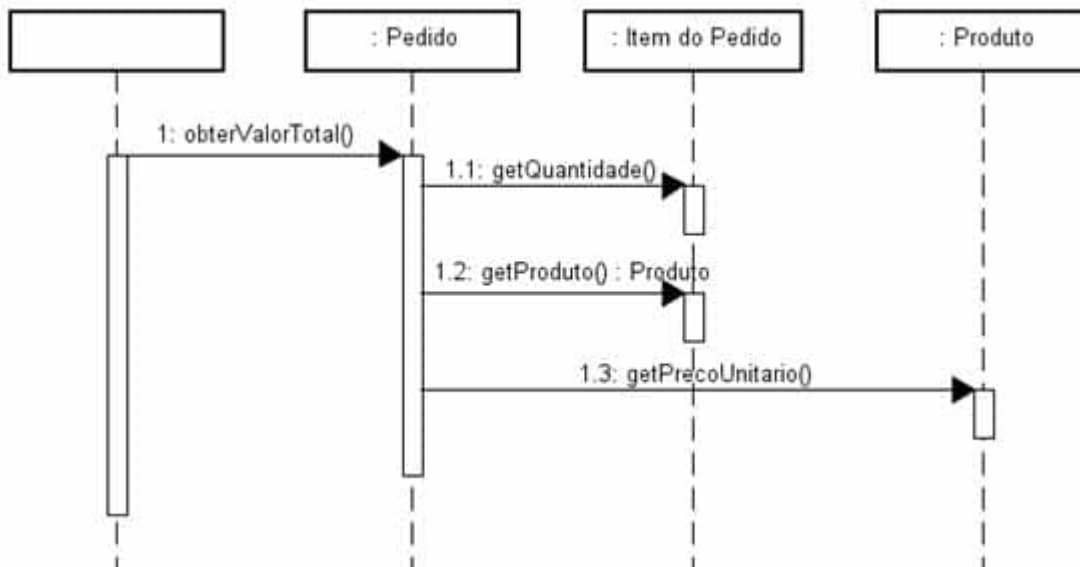 : Pedido
: Item do Pedido
: Produto
1: obterValorTotal()
1.1: getQuantidade()
1.2: getProduto() : Produto
1.3: getPrecoUnitario()